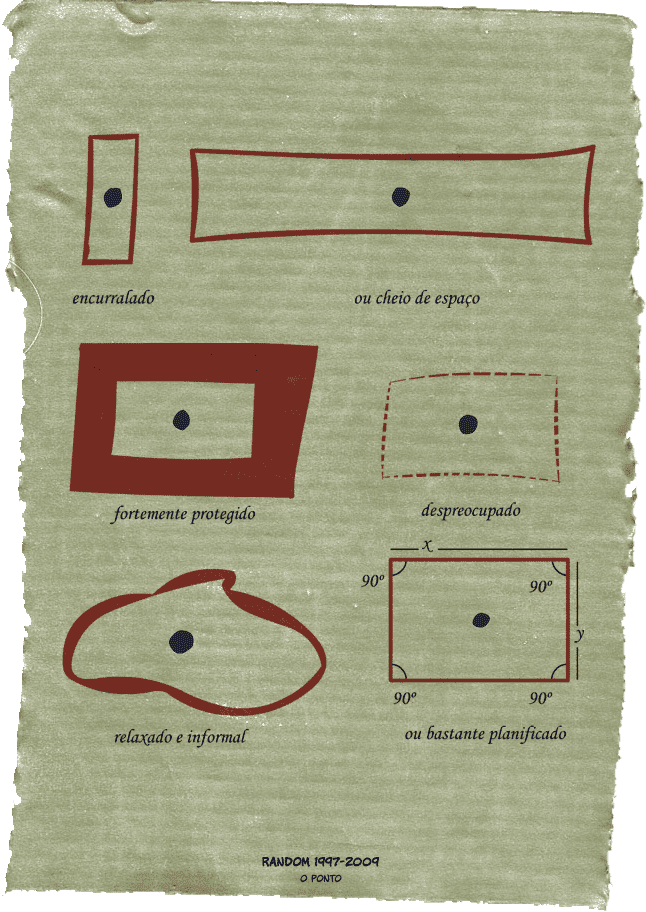 encurralado
ou cheio de espaço
fortemente protegido
despreocupado
x
90º
90º
y
90º
90º
relaxado e informal
ou bastante planificado
RANDOM 1997-2009
O PONTO